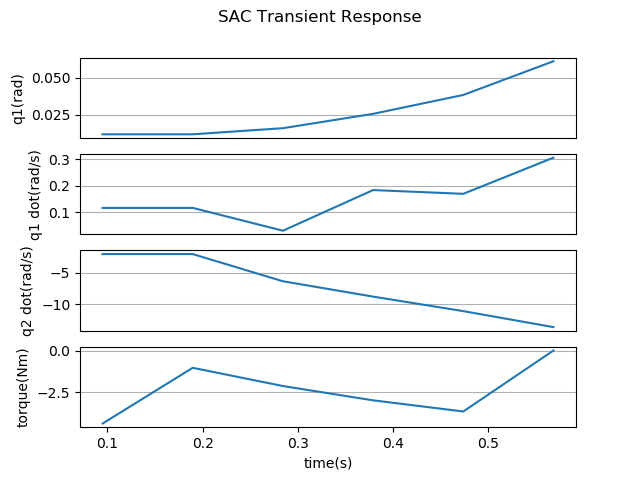 SAC Transient Response
q1(rad)
0.050
0.025
q1 dot(rad/s)
0.3
0.2
0.1
q2 dot(rad/s)
−5
−10
torque(Nm)
0.0
−2.5
0.1 0.2 0.3 0.4 0.5
time(s)